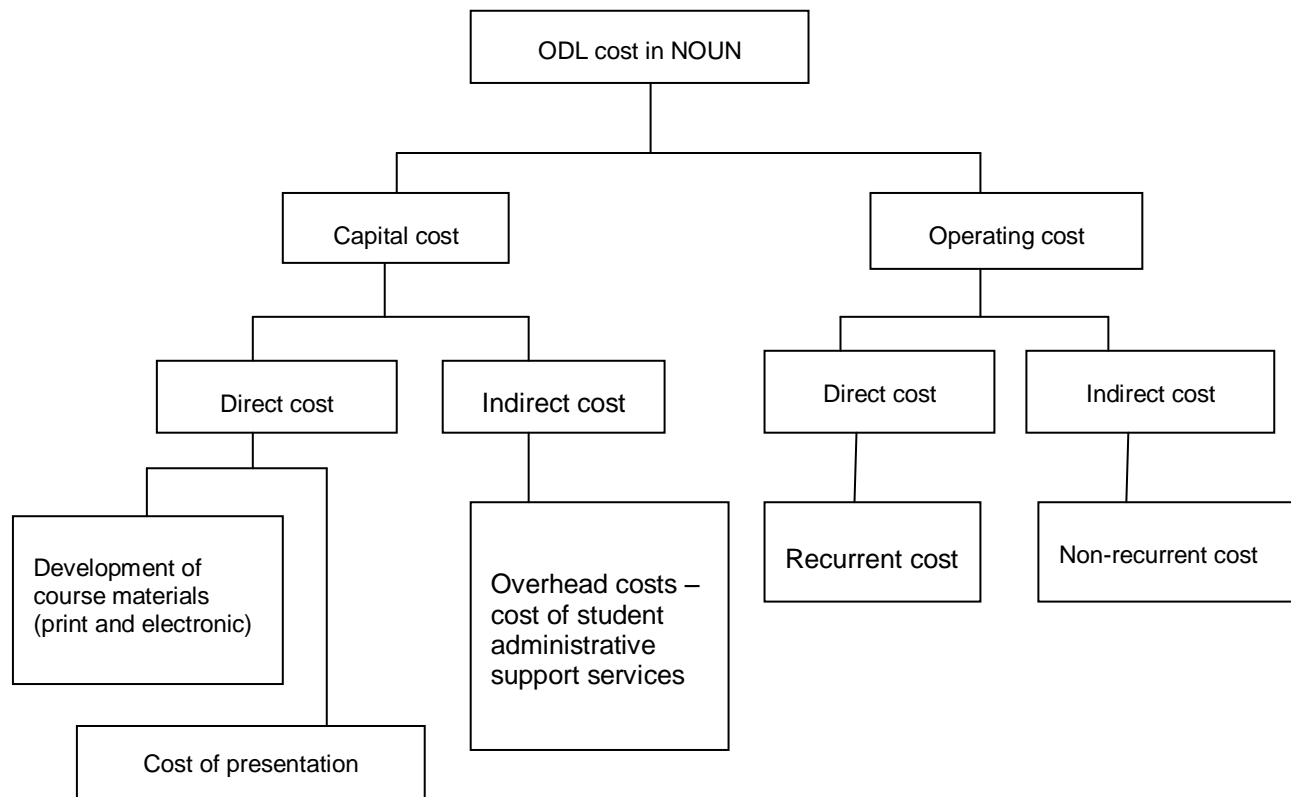 ODL cost in NOUN
Capital cost
Operating cost
Direct cost
Indirect cost
Direct cost
Indirect cost
Development of
course materials
(print and electronic)
Overhead costs –
cost of student
administrative
support services
Recurrent cost
Non-recurrent cost
Cost of presentation